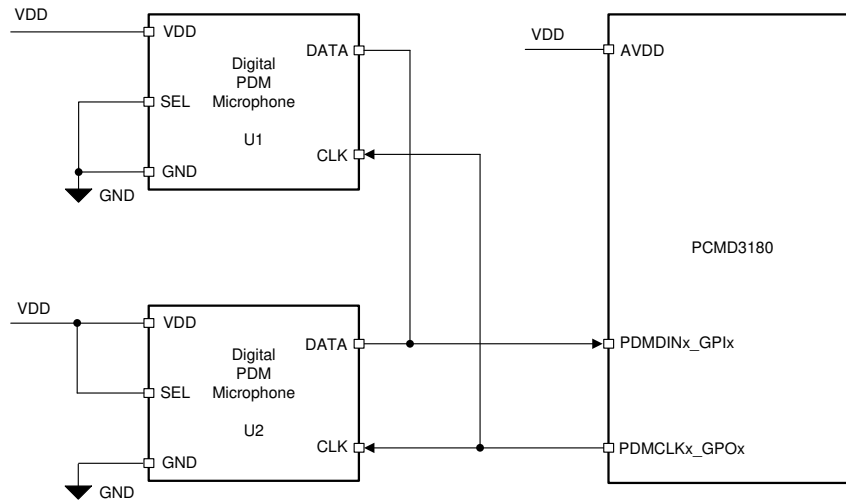 VDD
VDD
SEL
GND
GND
Digital
PDM
Microphone
U1
DATA
CLK
VDD
AVDD
PCMD3180
PDMDINx_GPIx
PDMCLKx_GPOx
VDD
VDD
SEL
GND
GND
Digital
PDM
Microphone
U2
DATA
CLK